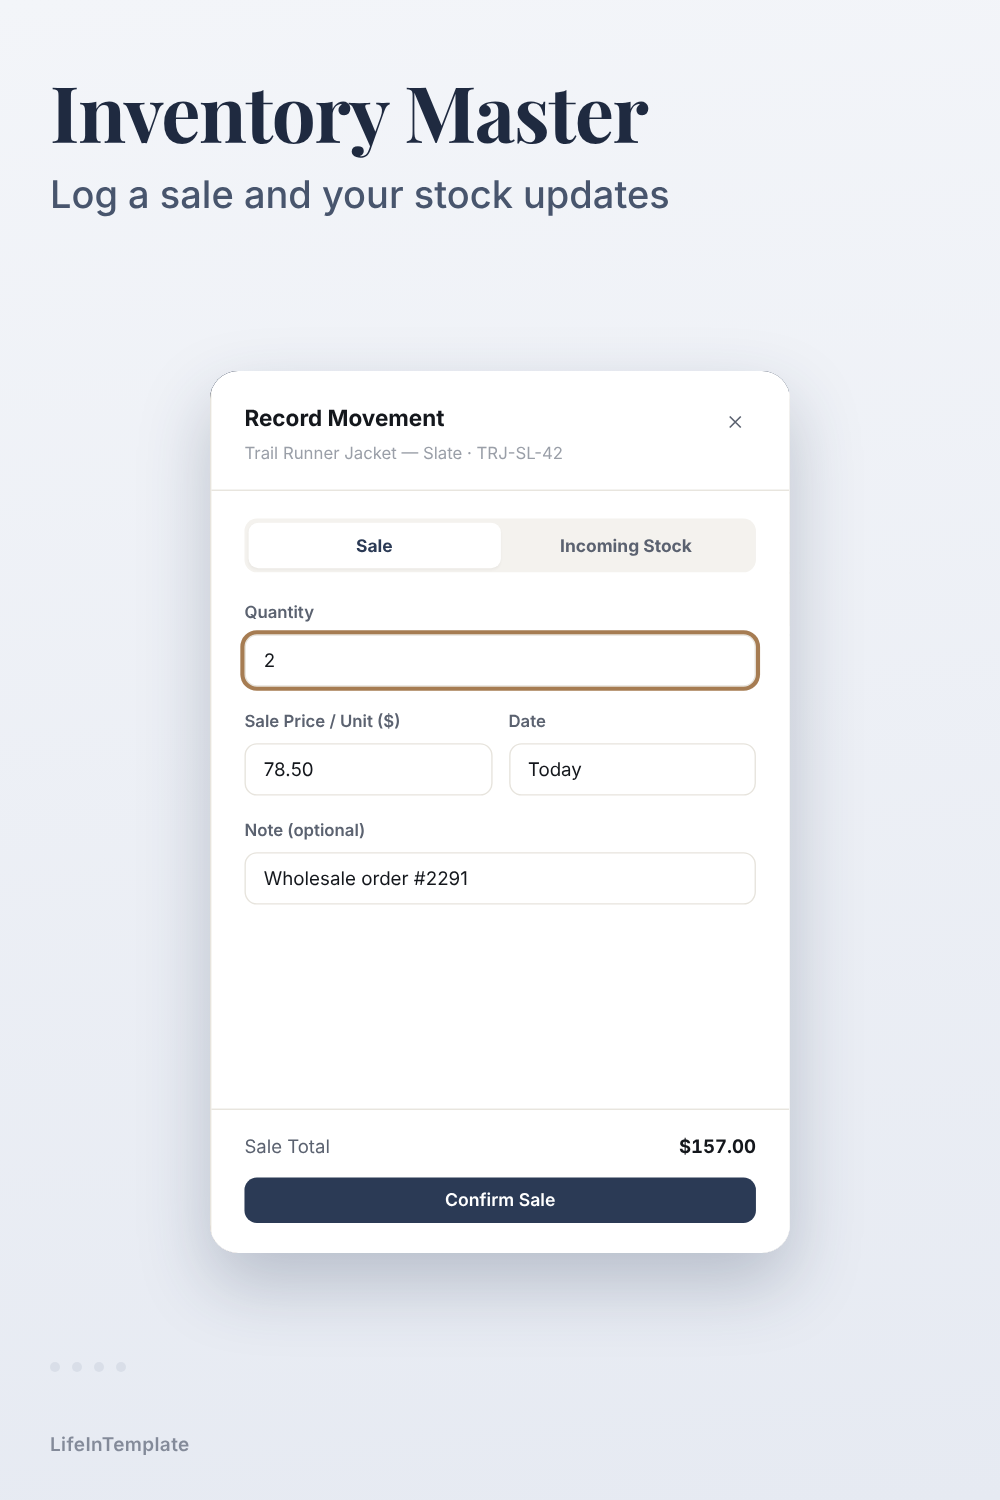 Inventory Master
Log a sale and your stock updates
Record Movement
Trail Runner Jacket — Slate · TRJ-SL-42
Sale
Incoming Stock
Quantity
2
Sale Price / Unit ($)
Date
78.50
Today
Note (optional)
Wholesale order #2291
Sale Total
$157.00
Confirm Sale
LifeInTemplate